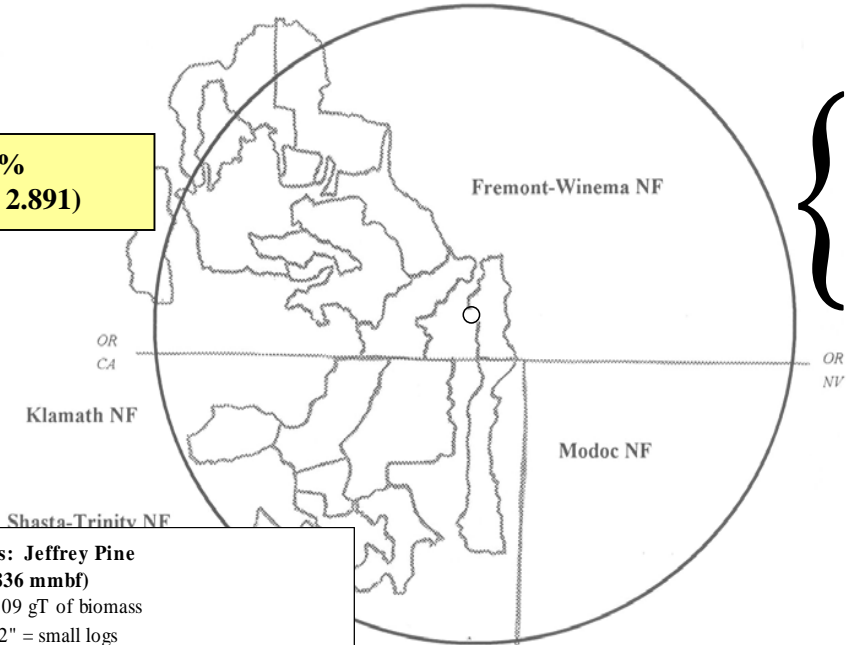 %
2.891)
Fremont-Winema NF
OR
CA
OR
NV
Klamath NF
Modoc NF
Shasta-Trinity NF
s: Jeffrey Pine
336 mmbf)
09 gT of biomass
2" = small logs